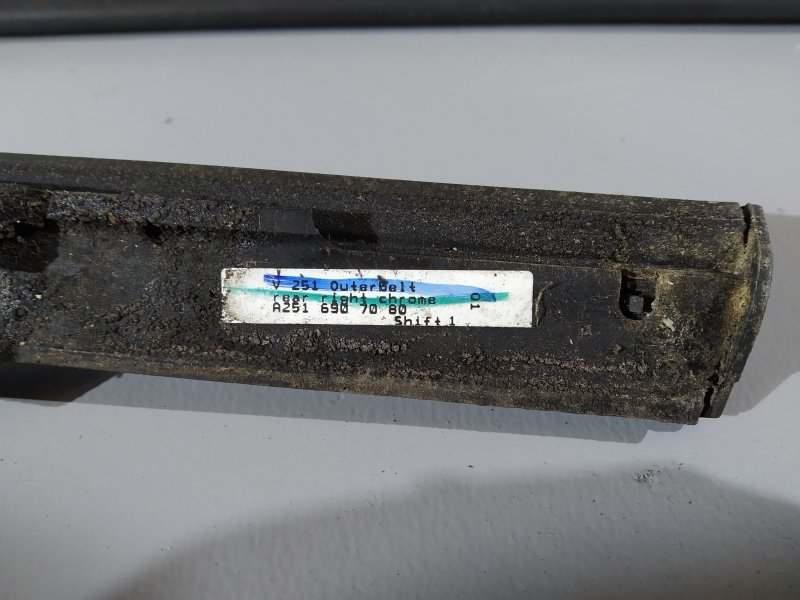 V 251 OuterBelt
rear right chrome
A251 690 70 80
Shift 1
01